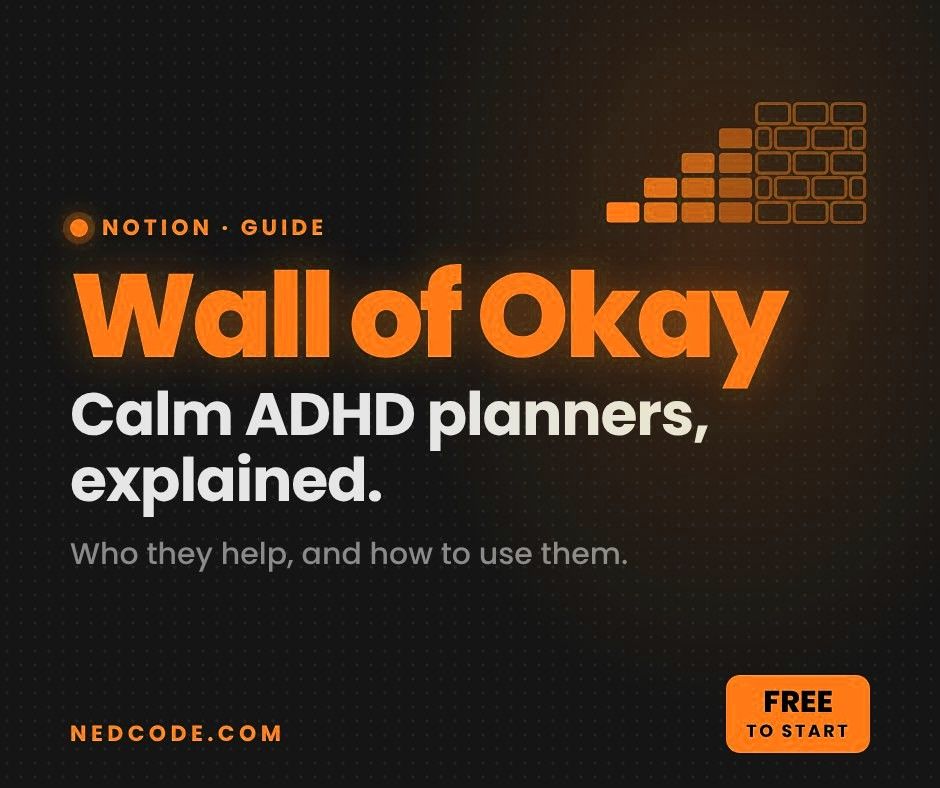 NOTION · GUIDE
Wall of Okay
Calm ADHD planners,
explained.
Who they help, and how to use them.
NEDCODE.COM
FREE
TO START